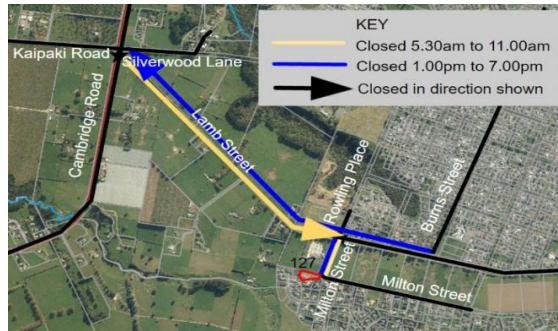 KEY
Closed 5.30am to 11.00am
Closed 1.00pm to 7.00pm
Closed in direction shown
Kaipaki Road
Silverwood Lane
Cambridge Road
Lamb Street
Rowling Place
Burns Street
127
Milton Street
Milton Street